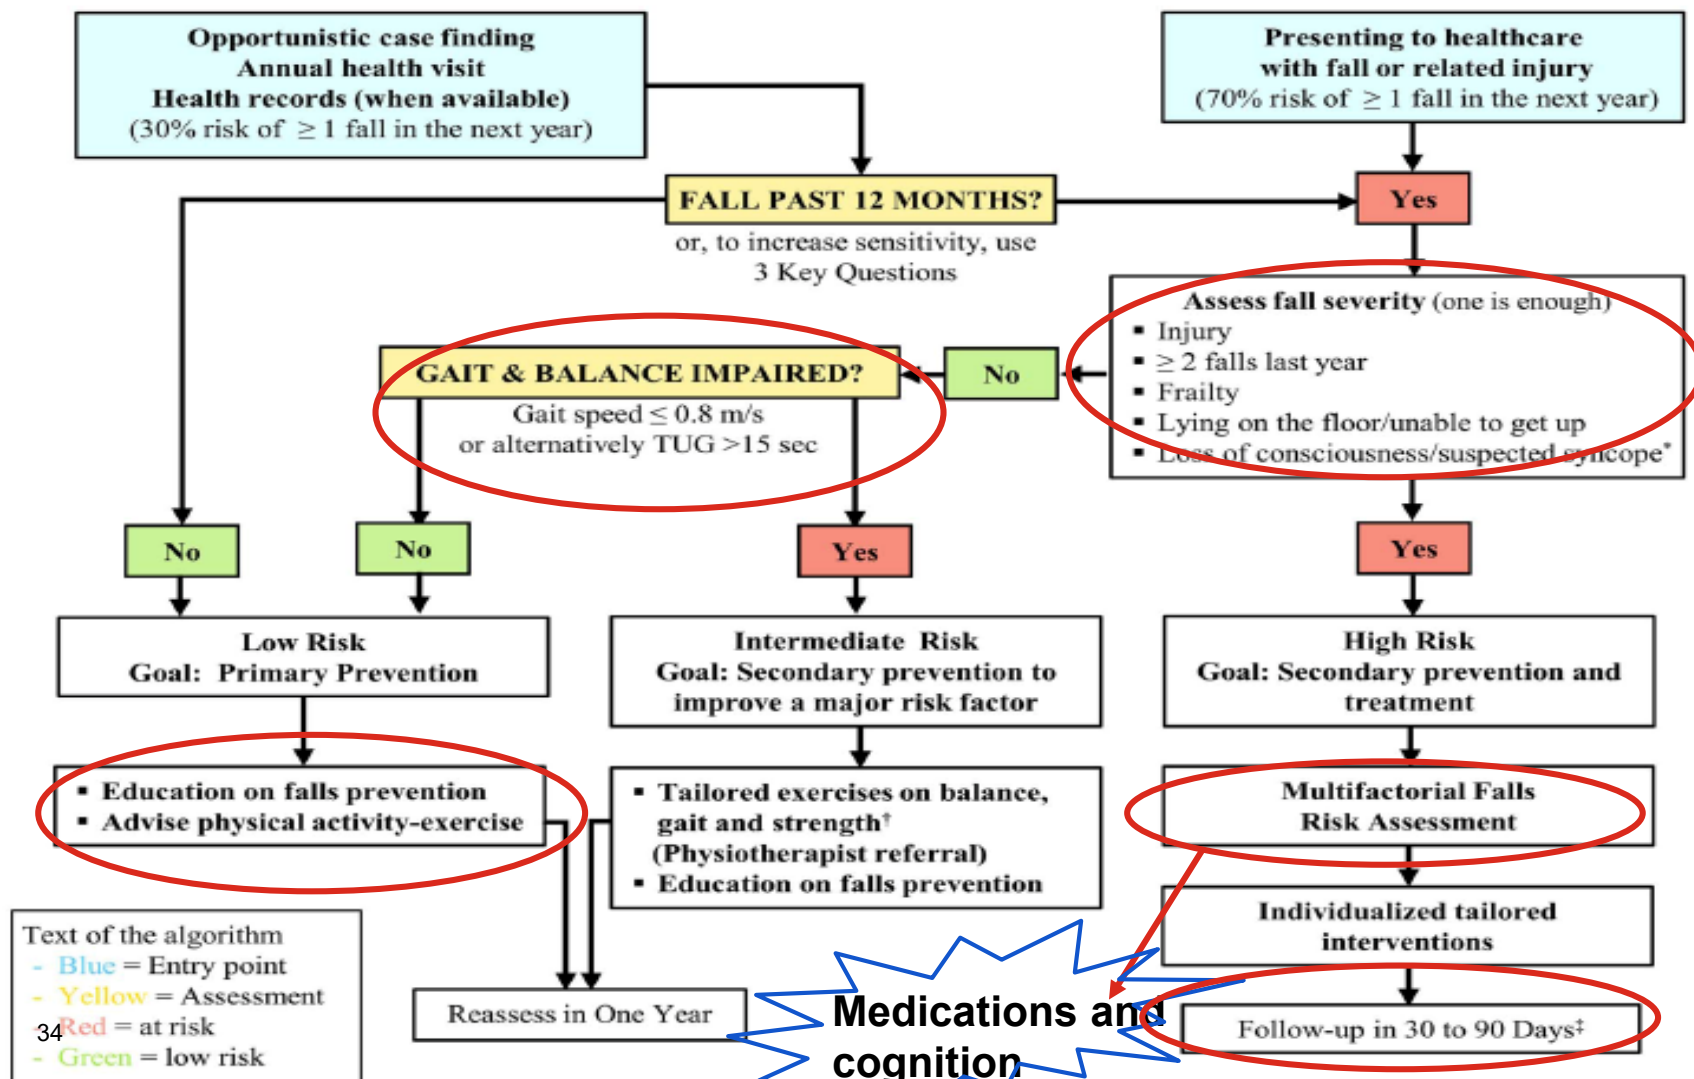 Opportunistic case finding
Annual health visit
Health records (when available)
(30% risk of ≥ 1 fall in the next year)
Presenting to healthcare
with fall or related injury
(70% risk of ≥ 1 fall in the next year)
FALL PAST 12 MONTHS?
or, to increase sensitivity, use
3 Key Questions
Yes
Assess fall severity (one is enough)
▪ Injury
▪ ≥ 2 falls last year
▪ Frailty
▪ Lying on the floor/unable to get up
▪ Loss of consciousness/suspected syncope*
No
GAIT & BALANCE IMPAIRED?
Gait speed ≤ 0.8 m/s
or alternatively TUG >15 sec
No
No
Yes
Yes
Low Risk
Goal: Primary Prevention
Intermediate Risk
Goal: Secondary prevention to
improve a major risk factor
High Risk
Goal: Secondary prevention and
treatment
▪ Education on falls prevention
▪ Advise physical activity-exercise
▪ Tailored exercises on balance,
gait and strength†
(Physiotherapist referral)
▪ Education on falls prevention
Multifactorial Falls
Risk Assessment
Individualized tailored
interventions
Follow-up in 30 to 90 Days‡
Reassess in One Year
Medications and
cognition
Text of the algorithm
- Blue = Entry point
- Yellow = Assessment
- Red = at risk
- Green = low risk
34